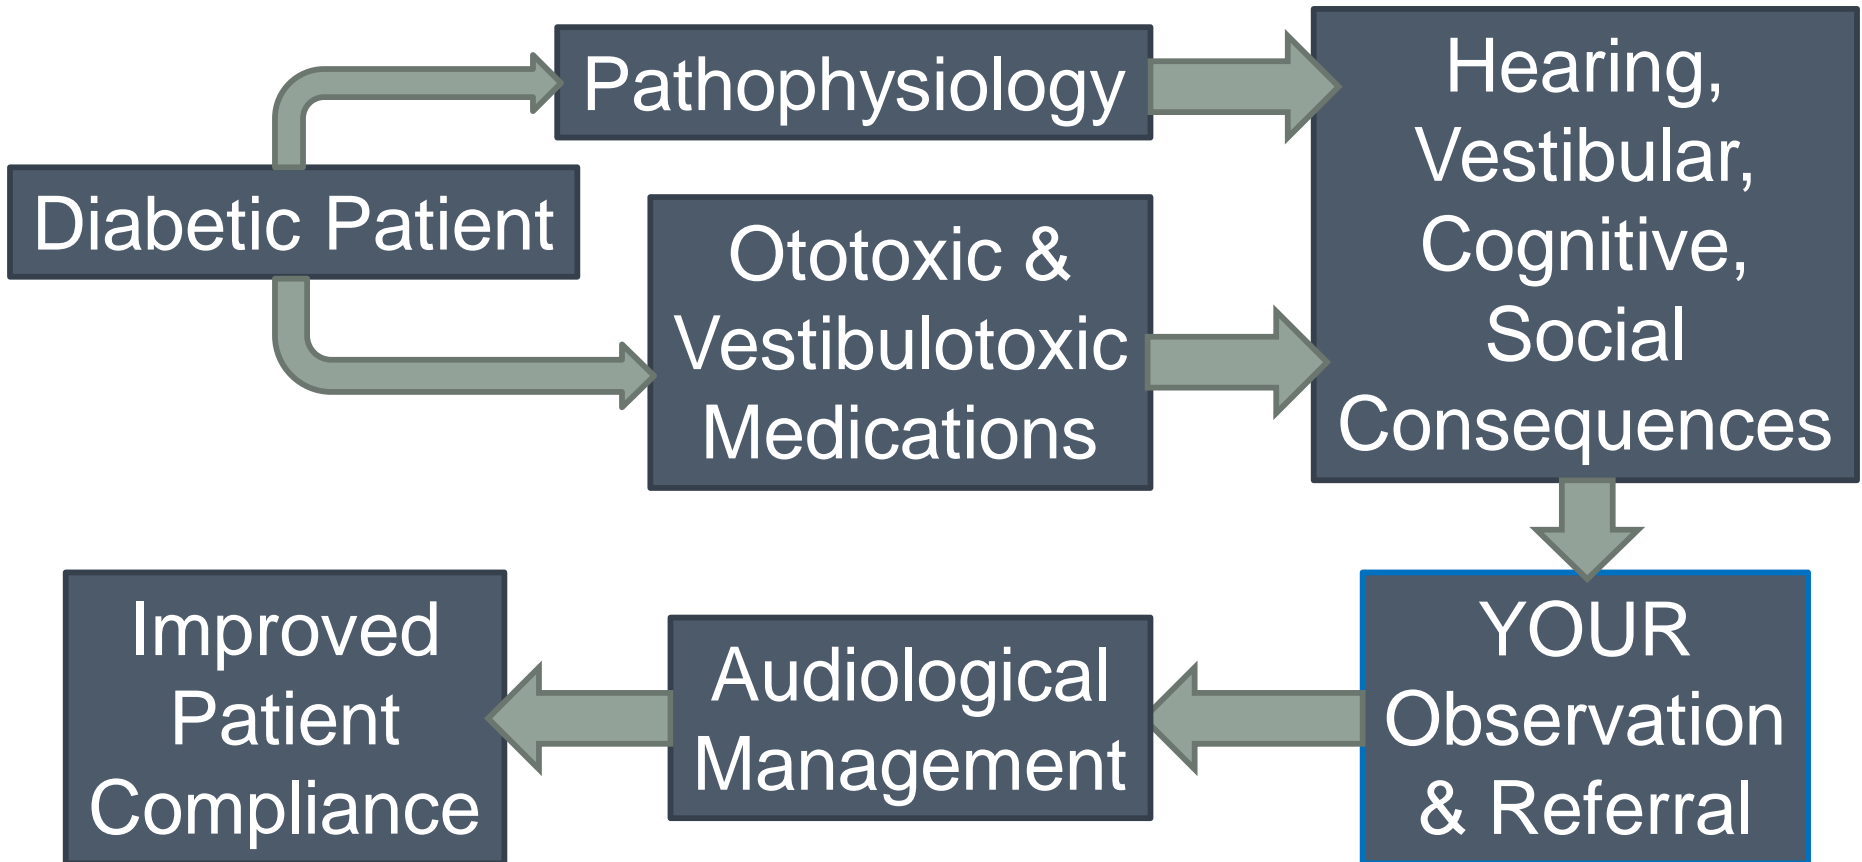 Diabetic Patient
Pathophysiology
Ototoxic &
Vestibulotoxic
Medications
Hearing,
Vestibular,
Cognitive,
Social
Consequences
YOUR
Observation
& Referral
Audiological
Management
Improved
Patient
Compliance